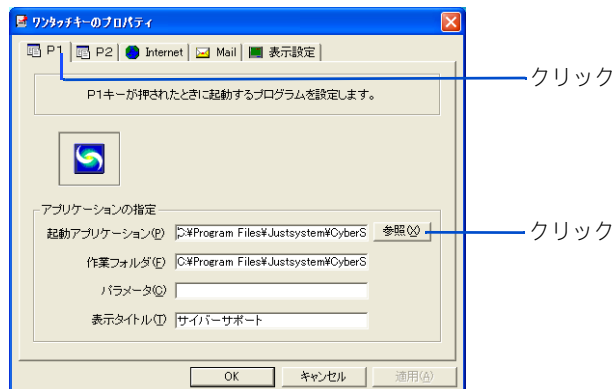 ワンタッチキーのプロパティ
P1 P2 Internet Mail 表示設定
クリック
P1キーが押されたときに起動するプログラムを設定します。
アプリケーションの指定
起動アプリケーション(P) C:¥Program Files¥Justsystem¥CyberS 参照(X)
クリック
作業フォルダ(F) C:¥Program Files¥Justsystem¥CyberS
パラメータ(C)
表示タイトル(T) サイバーサポート
OK キャンセル 適用(A)